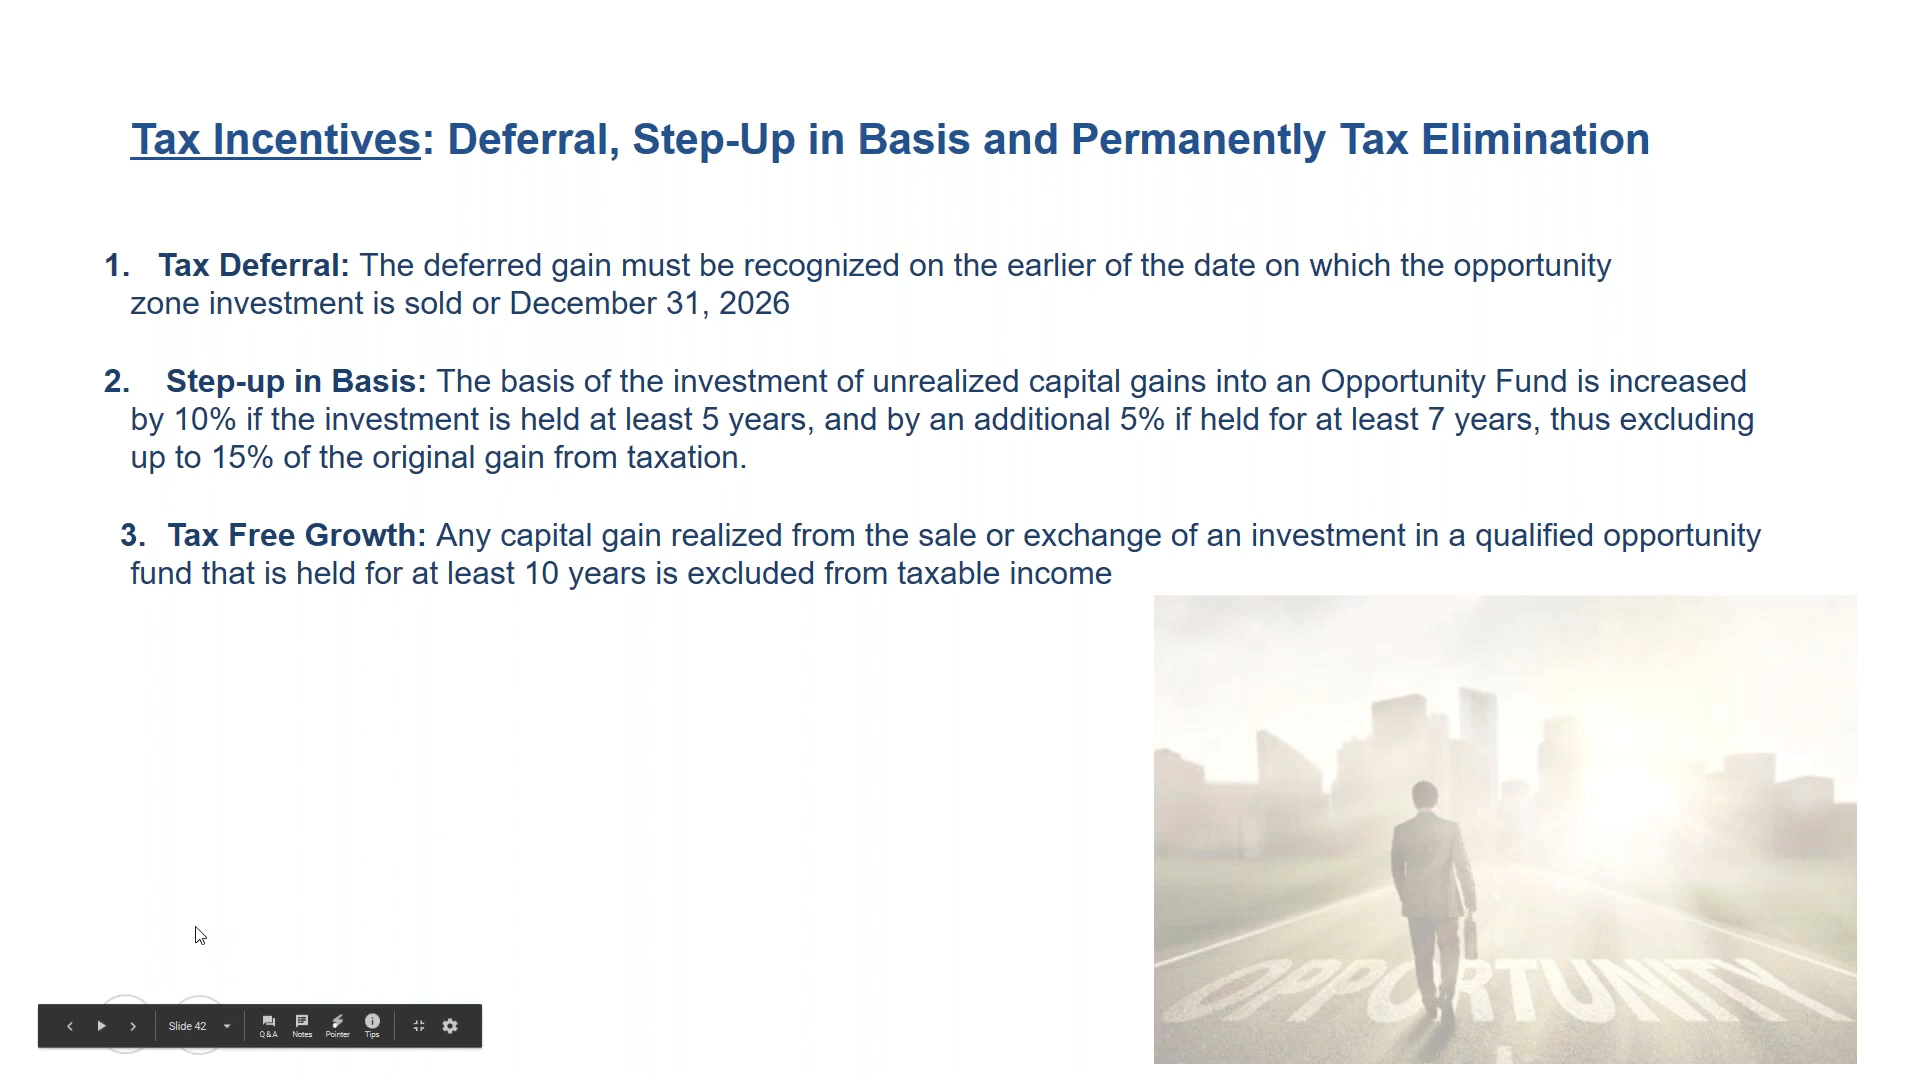 Tax Incentives: Deferral, Step-Up in Basis and Permanently Tax Elimination
1. Tax Deferral: The deferred gain must be recognized on the earlier of the date on which the opportunity
zone investment is sold or December 31, 2026
2. Step-up in Basis: The basis of the investment of unrealized capital gains into an Opportunity Fund is increased
by 10% if the investment is held at least 5 years, and by an additional 5% if held for at least 7 years, thus excluding
up to 15% of the original gain from taxation.
3. Tax Free Growth: Any capital gain realized from the sale or exchange of an investment in a qualified opportunity
fund that is held for at least 10 years is excluded from taxable income
OPPORTUNITY
Slide 42
Q&A Notes Pointer Tips